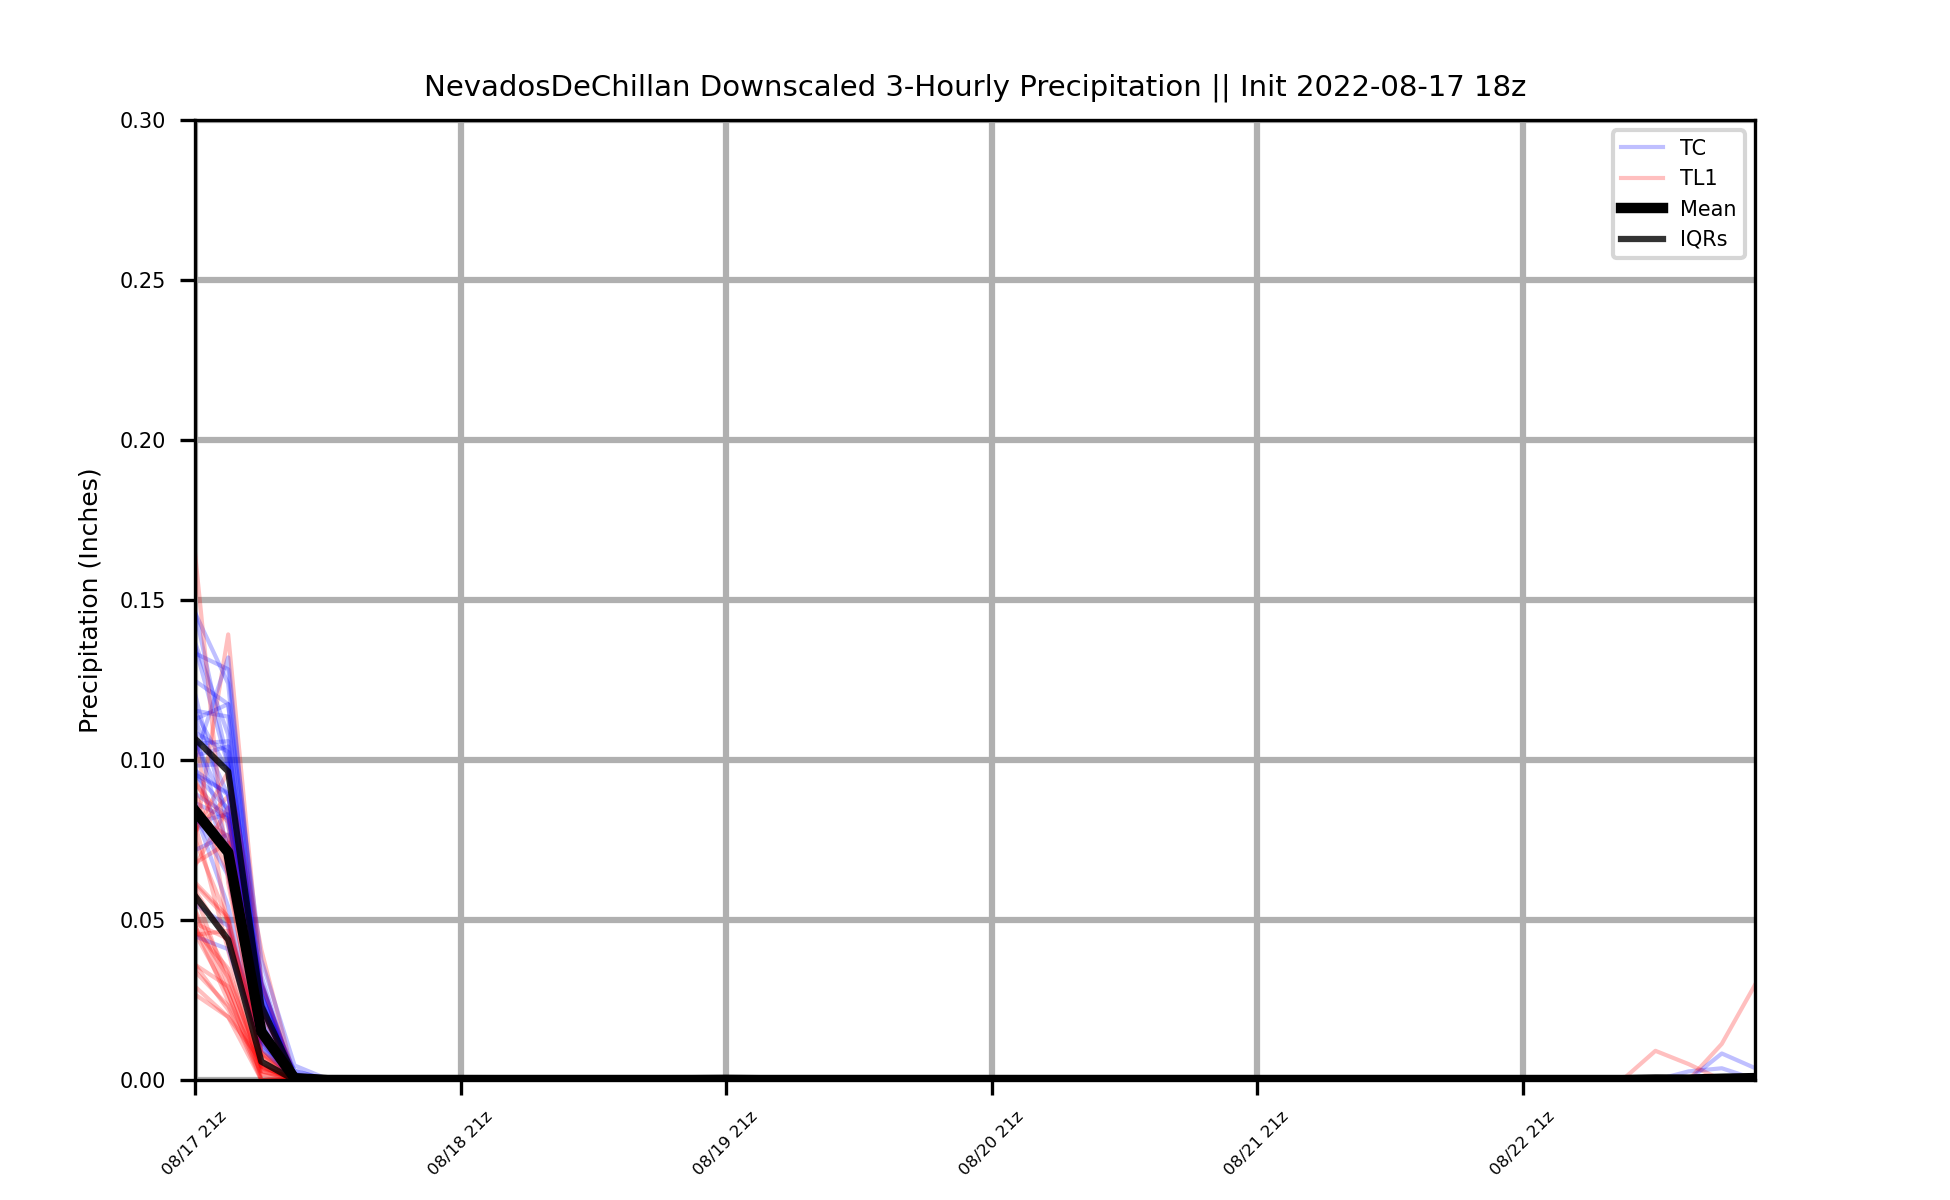 NevadosDeChillan Downscaled 3-Hourly Precipitation || Init 2022-08-17 18z
TC
TL1
Mean
IQRs
Precipitation (Inches)
0.30
0.25
0.20
0.15
0.10
0.05
0.00
08/17 21z
08/18 21z
08/19 21z
08/20 21z
08/21 21z
08/22 21z